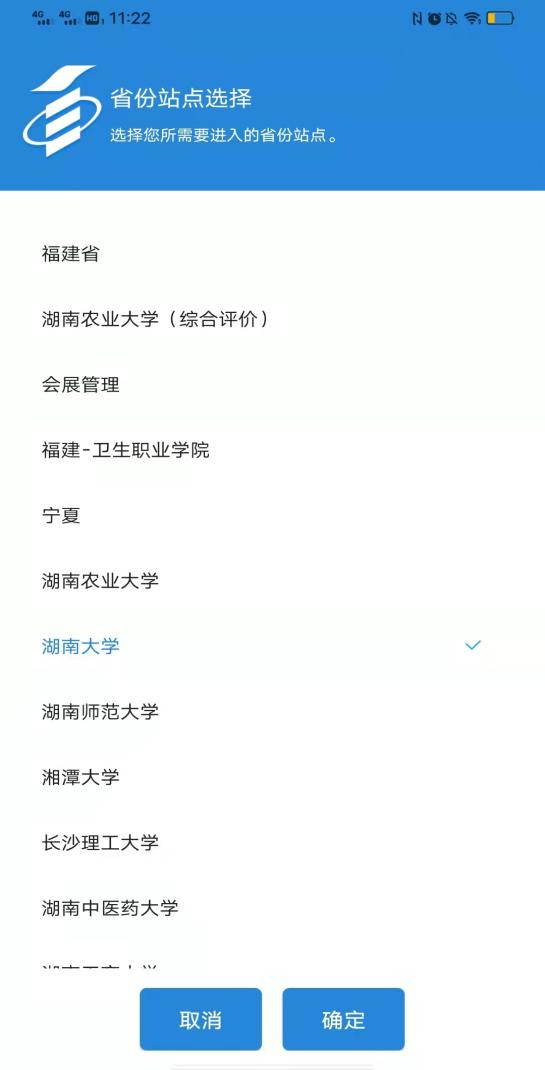 4G 4G HD 1 11:22
省份站点选择
选择您所需要进入的省份站点。
福建省
湖南农业大学（综合评价）
会展管理
福建-卫生职业学院
宁夏
湖南农业大学
湖南大学
湖南师范大学
湘潭大学
长沙理工大学
湖南中医药大学
取消 确定